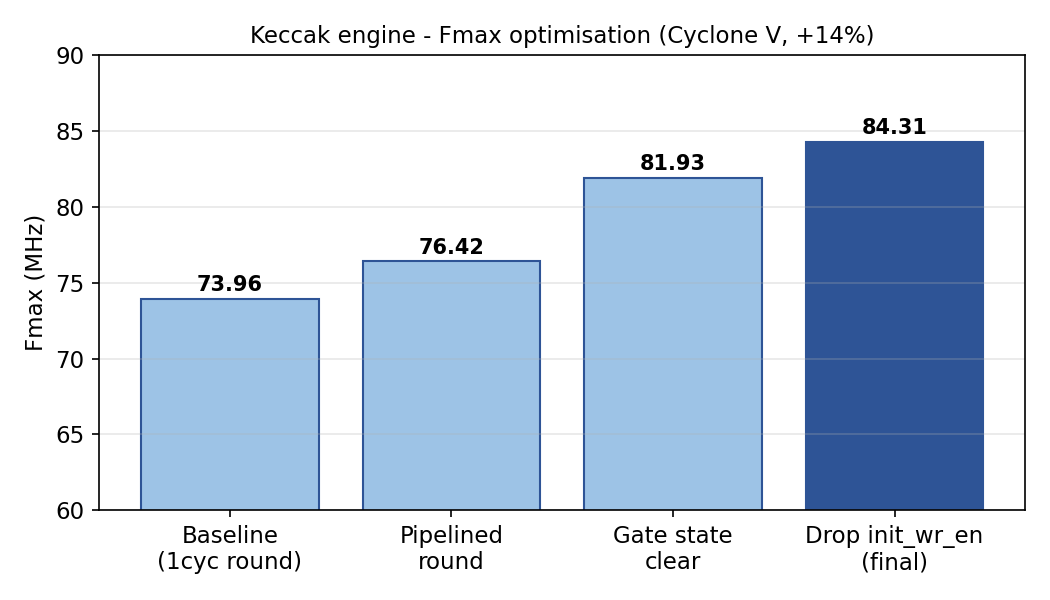 Keccak engine - Fmax optimisation (Cyclone V, +14%)
Fmax (MHz)
90
85
80
75
70
65
60
73.96
76.42
81.93
84.31
Baseline
(1cyc round)
Pipelined
round
Gate state
clear
Drop init_wr_en
(final)